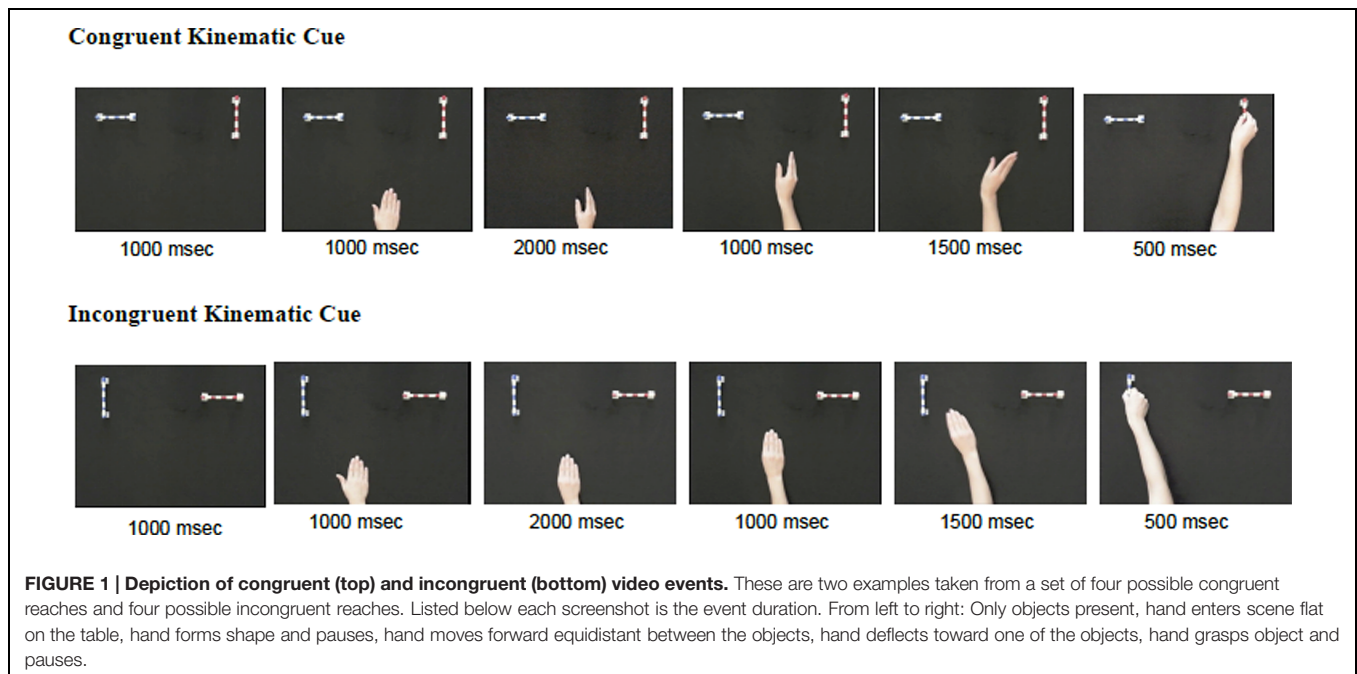 Congruent Kinematic Cue
1000 msec 1000 msec 2000 msec 1000 msec 1500 msec 500 msec
Incongruent Kinematic Cue
1000 msec 1000 msec 2000 msec 1000 msec 1500 msec 500 msec
FIGURE 1 | Depiction of congruent (top) and incongruent (bottom) video events. These are two examples taken from a set of four possible congruent
reaches and four possible incongruent reaches. Listed below each screenshot is the event duration. From left to right: Only objects present, hand enters scene flat
on the table, hand forms shape and pauses, hand moves forward equidistant between the objects, hand deflects toward one of the objects, hand grasps object and
pauses.